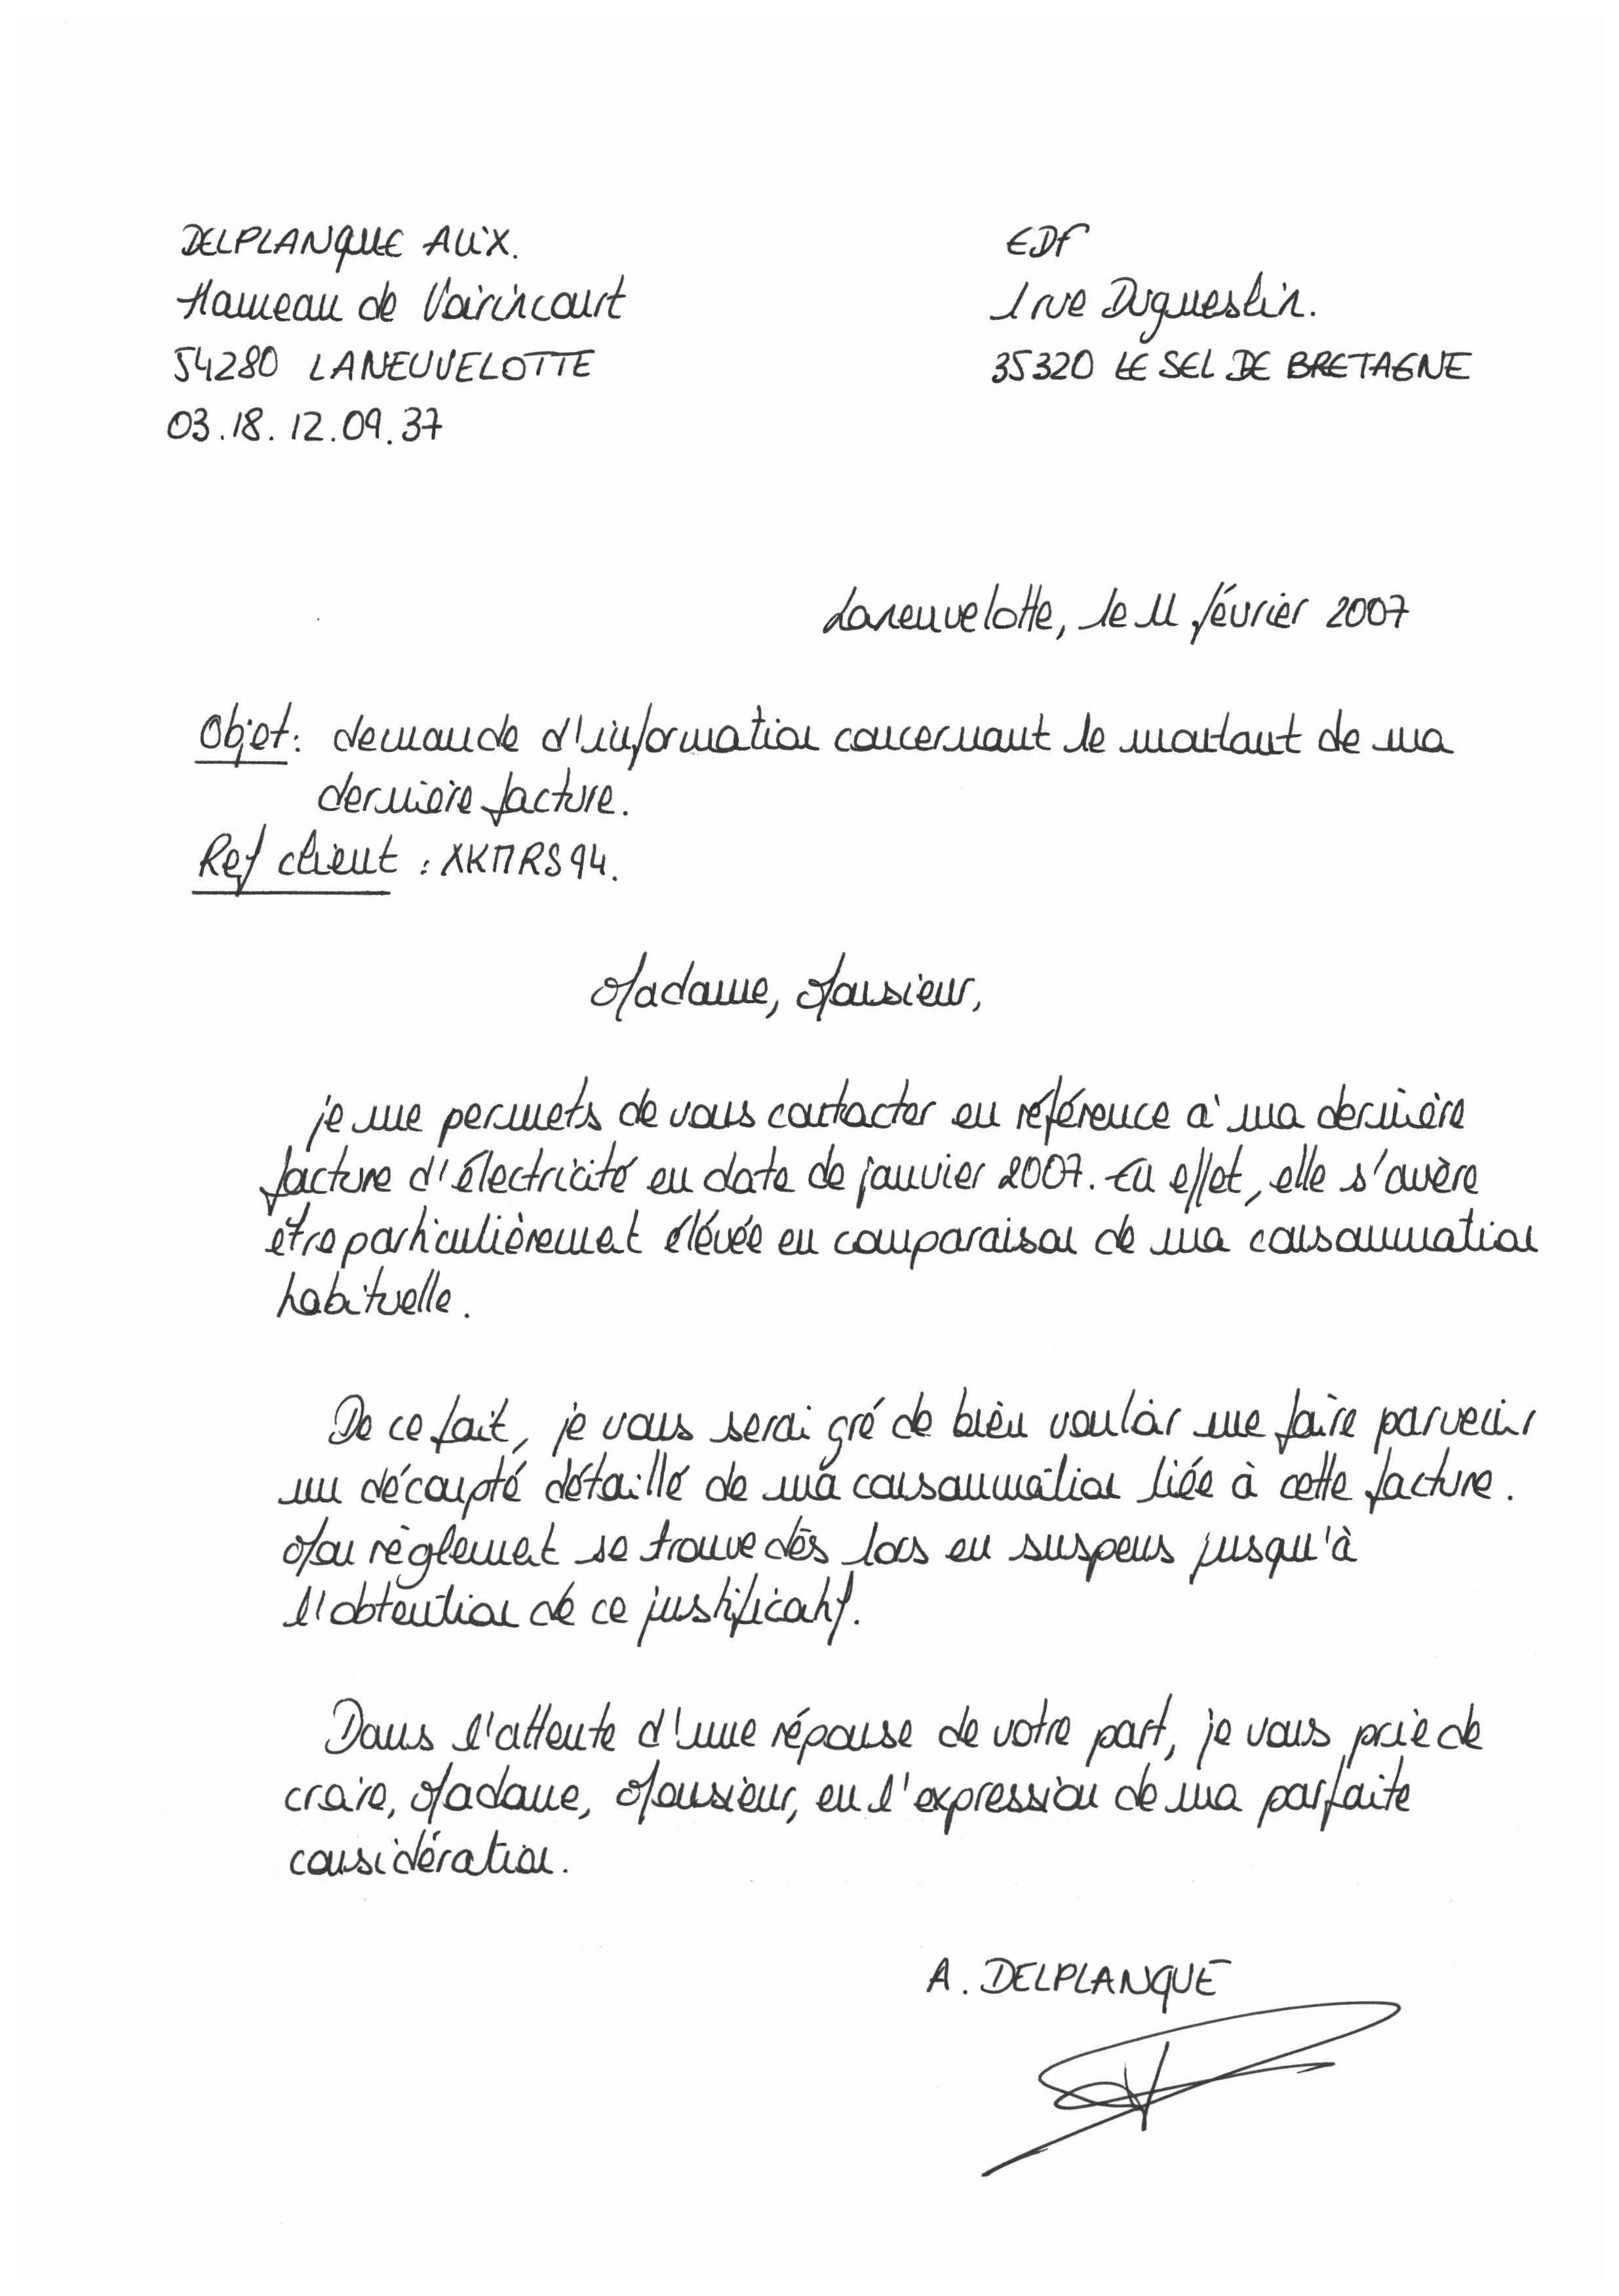 DELPLANQUE Alix.
Hameau de Voirincourt
54280 LANEUVELOTTE
03.18.12.09.37
EDF
1 rue Duguesclin.
35320 LE SEL DE BRETAGNE
Laneuvelotte, le 11 février 2007
Objet : demande d'information concernant le montant de ma
dernière facture.
Ref client : XKMRS94.
Madame, Monsieur,
je me permets de vous contacter en référence à ma dernière
facture d'électricité en date de janvier 2007. En effet, elle s'avère
être particulièrement élévée en comparaison de ma consommation
habituelle.
De ce fait, je vous serai gré de bien vouloir me faire parvenir
un décompté détaillé de ma consommation liée à cette facture.
Mon règlement se trouve dès lors en suspens jusqu'à
l'obtention de ce justificatif.
Dans l'attente d'une réponse de votre part, je vous prie de
croire, Madame, Monsieur, en l'expression de ma parfaite
considération.
A. DELPLANQUE